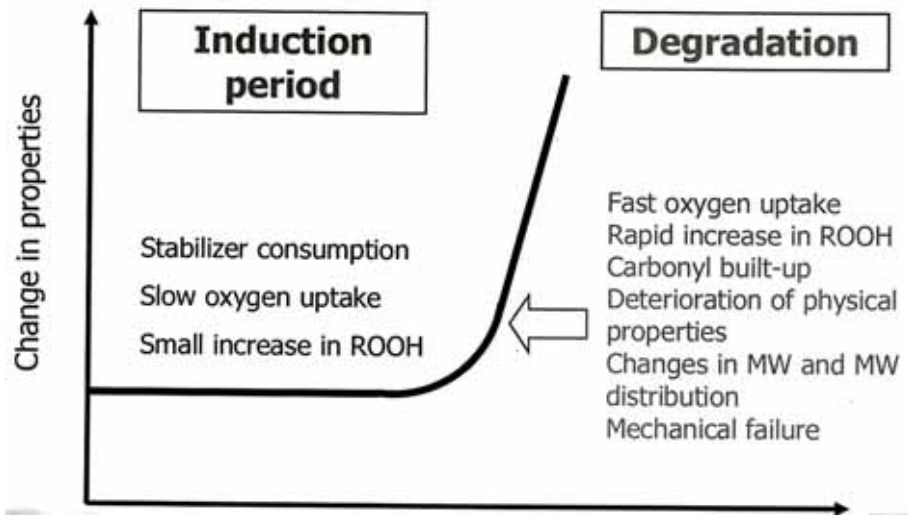 Induction
period
Degradation
Change in properties
Stabilizer consumption
Slow oxygen uptake
Small increase in ROOH
Fast oxygen uptake
Rapid increase in ROOH
Carbonyl built-up
Deterioration of physical
properties
Changes in MW and MW
distribution
Mechanical failure